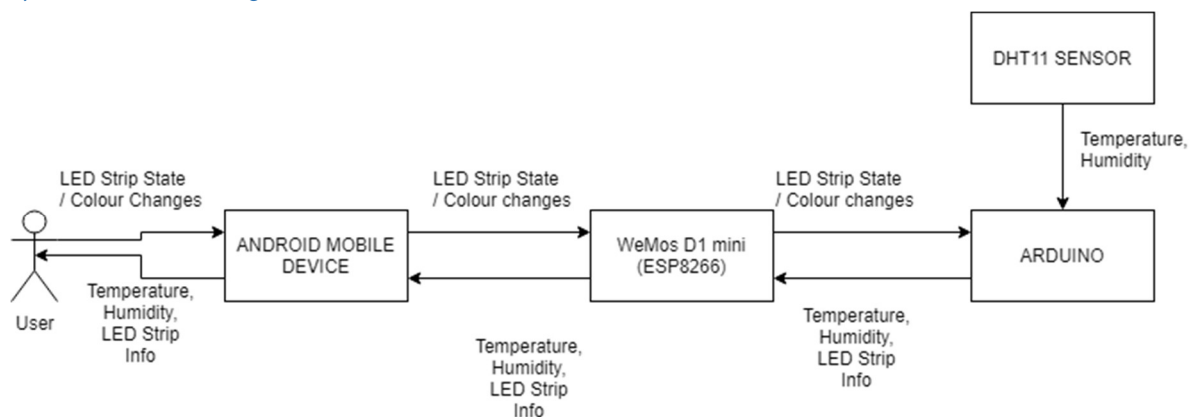 DHT11 SENSOR
Temperature,
Humidity
LED Strip State
/ Colour Changes
LED Strip State
/ Colour changes
LED Strip State
/ Colour changes
ANDROID MOBILE
DEVICE
WeMos D1 mini
(ESP8266)
ARDUINO
User
Temperature,
Humidity,
LED Strip
Info
Temperature,
Humidity,
LED Strip
Info
Temperature,
Humidity,
LED Strip
Info